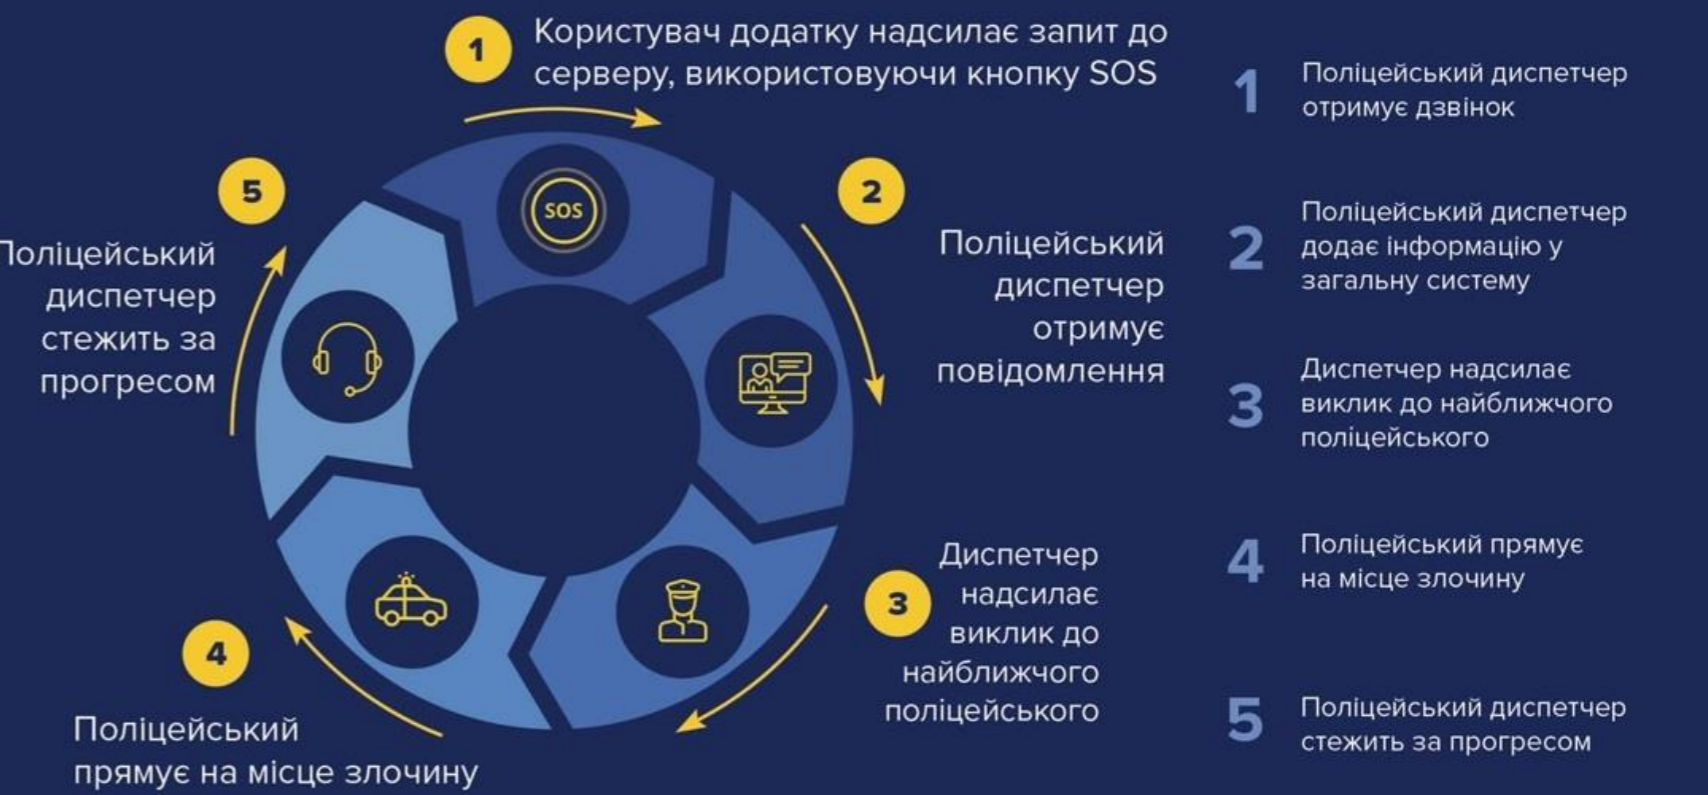 1
Користувач додатку надсилає запит до
серверу, використовуючи кнопку SOS
SOS
2
Поліцейський
диспетчер
отримує
повідомлення
3
Диспетчер
надсилає
виклик до
найближчого
поліцейського
4
Поліцейський
прямує на місце злочину
5
Поліцейський
диспетчер
стежить за
прогресом
1
Поліцейський диспетчер
отримує дзвінок
2
Поліцейський диспетчер
додає інформацію у
загальну систему
3
Диспетчер надсилає
виклик до найближчого
поліцейського
4
Поліцейський прямує
на місце злочину
5
Поліцейський диспетчер
стежить за прогресом